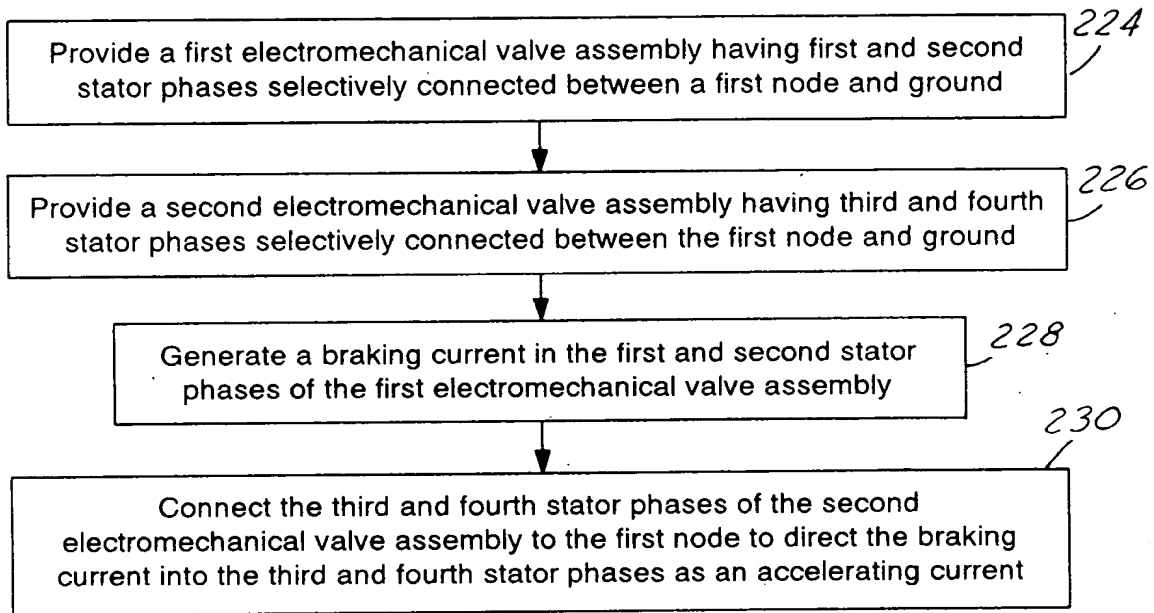 224
Provide a first electromechanical valve assembly having first and second
stator phases selectively connected between a first node and ground
226
Provide a second electromechanical valve assembly having third and fourth
stator phases selectively connected between the first node and ground
228
Generate a braking current in the first and second stator
phases of the first electromechanical valve assembly
230
Connect the third and fourth stator phases of the second
electromechanical valve assembly to the first node to direct the braking
current into the third and fourth stator phases as an accelerating current